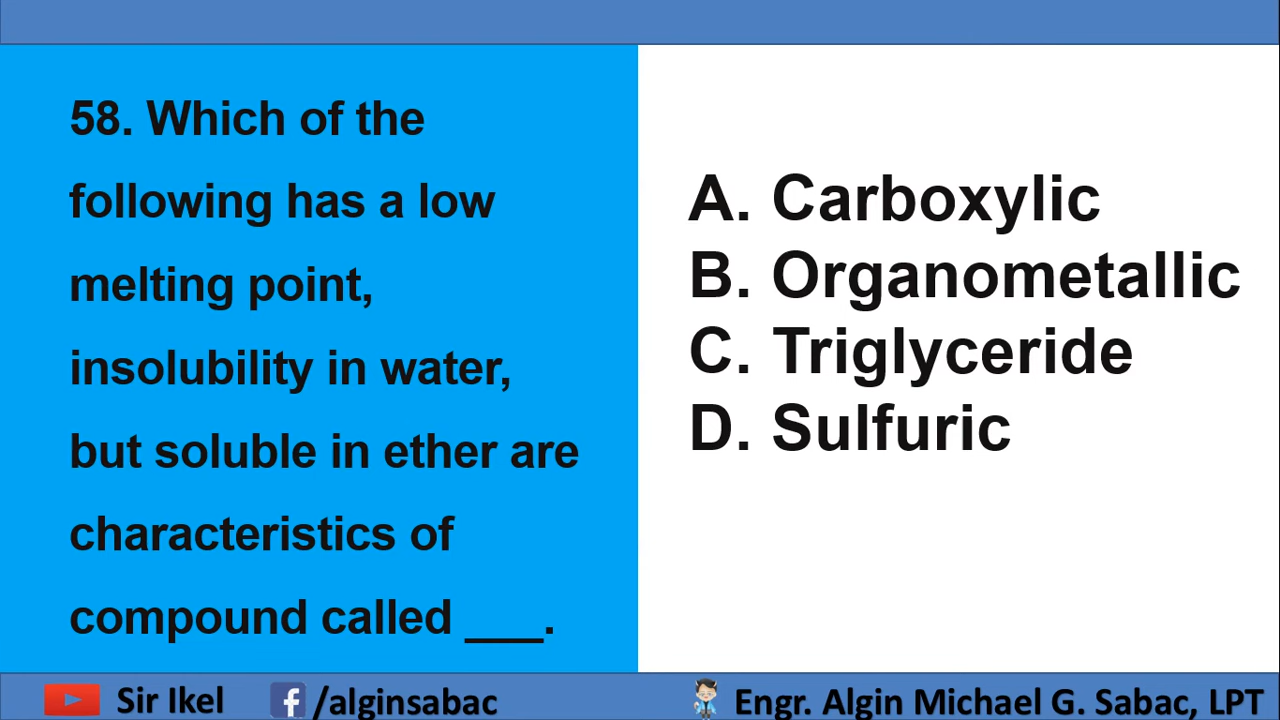 58. Which of the
following has a low
melting point,
insolubility in water,
but soluble in ether are
characteristics of
compound called ___.
A. Carboxylic
B. Organometallic
C. Triglyceride
D. Sulfuric
Sir Ikel
/alginsabac
Engr. Algin Michael G. Sabac, LPT